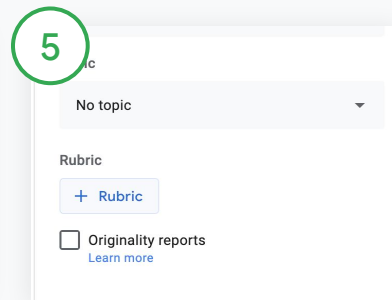 5
No topic
Rubric
+ Rubric
Originality reports
Learn more